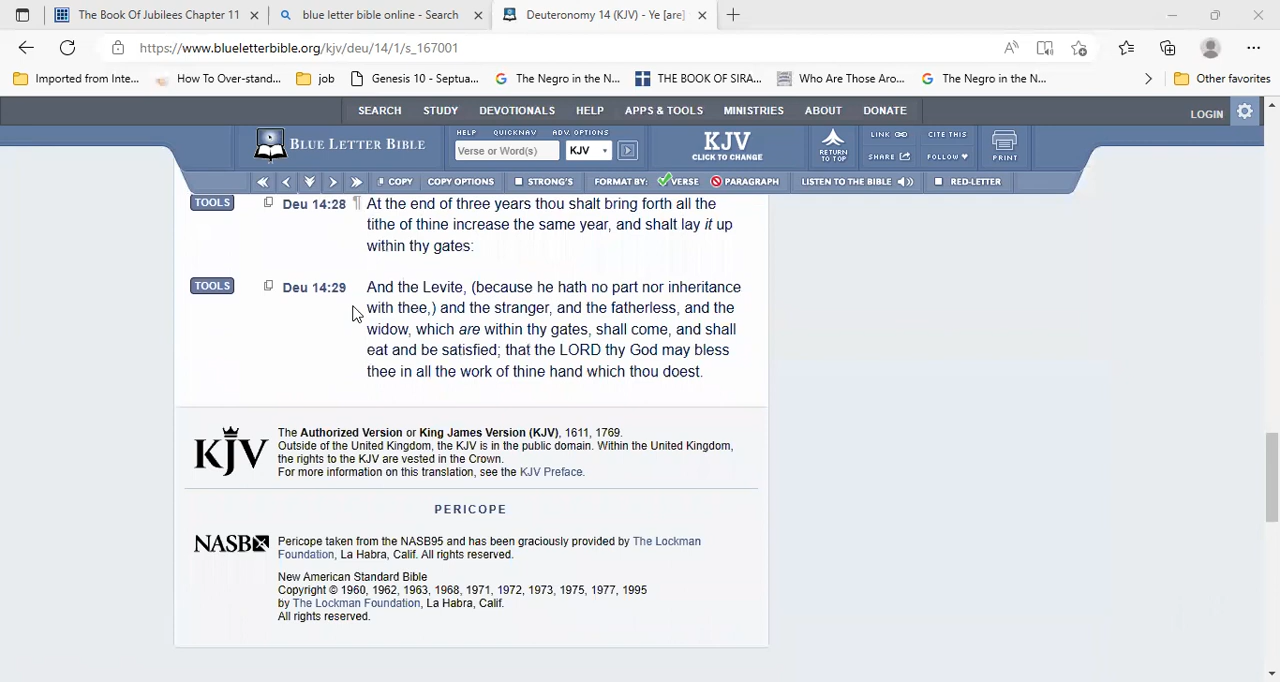 The Book Of Jubilees Chapter 11
blue letter bible online - Search
Deuteronomy 14 (KJV) - Ye [are]
https://www.blueletterbible.org/kjv/deu/14/1/s_167001
Imported from Inte...
How To Over-stand...
job
Genesis 10 - Septua...
The Negro in the N...
THE BOOK OF SIRA...
Who Are Those Aro...
The Negro in the N...
Other favorites
SEARCH STUDY DEVOTIONALS HELP APPS & TOOLS MINISTRIES ABOUT DONATE
LOGIN
BLUE LETTER BIBLE
HELP QUICKNAV ADV. OPTIONS
Verse or Word(s)
KJV
KJV
CLICK TO CHANGE
RETURN
TO TOP
LINK
CITE THIS
SHARE
FOLLOW
PRINT
COPY COPY OPTIONS STRONG'S FORMAT BY: VERSE PARAGRAPH LISTEN TO THE BIBLE RED-LETTER
TOOLS Deu 14:28 ¶ At the end of three years thou shalt bring forth all the
tithe of thine increase the same year, and shalt lay it up
within thy gates:
TOOLS Deu 14:29 And the Levite, (because he hath no part nor inheritance
with thee,) and the stranger, and the fatherless, and the
widow, which are within thy gates, shall come, and shall
eat and be satisfied; that the LORD thy God may bless
thee in all the work of thine hand which thou doest.
KJV
The Authorized Version or King James Version (KJV), 1611, 1769.
Outside of the United Kingdom, the KJV is in the public domain. Within the United Kingdom,
the rights to the KJV are vested in the Crown.
For more information on this translation, see the KJV Preface.
PERICOPE
NASB
Pericope taken from the NASB95 and has been graciously provided by The Lockman
Foundation, La Habra, Calif. All rights reserved.
New American Standard Bible
Copyright © 1960, 1962, 1963, 1968, 1971, 1972, 1973, 1975, 1977, 1995
by The Lockman Foundation, La Habra, Calif.
All rights reserved.